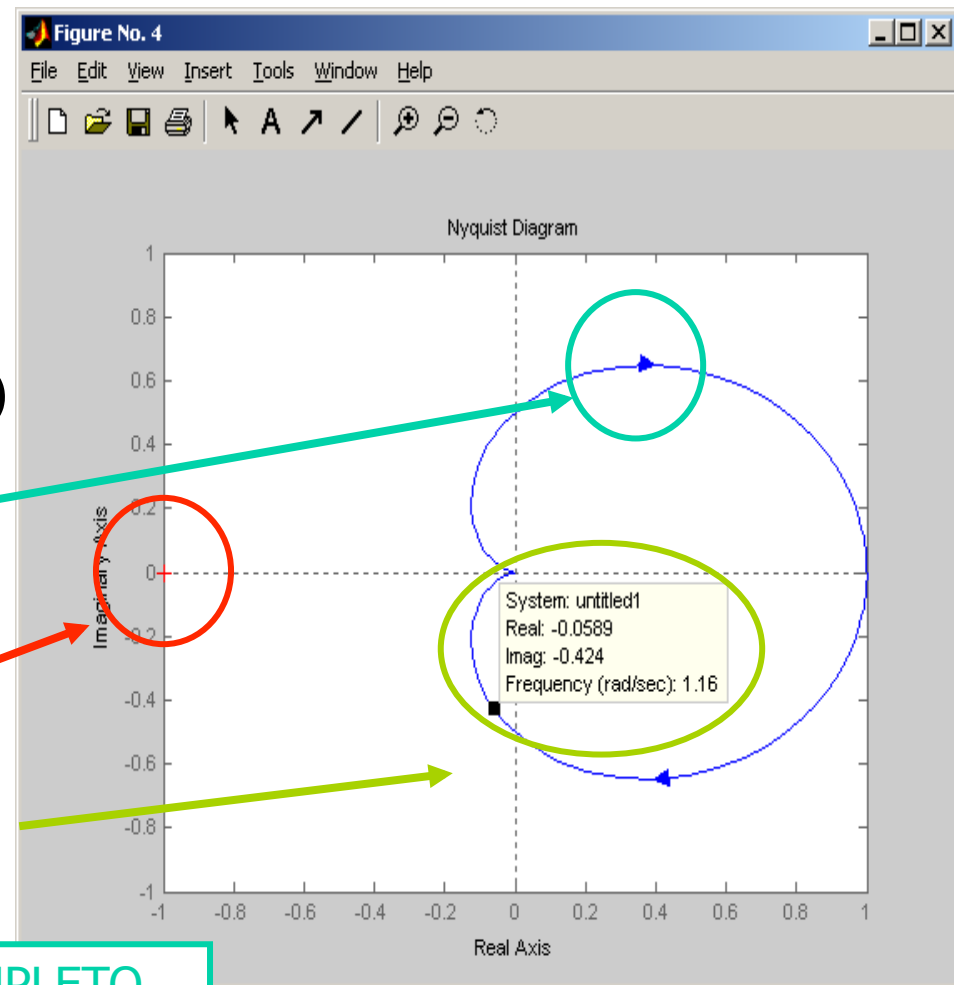 Figure No. 4
File Edit View Insert Tools Window Help
Nyquist Diagram
1
0.8
0.6
0.4
0.2
0
-0.2
-0.4
-0.6
-0.8
-1
Imaginary Axis
System: untitled1
Real: -0.0589
Imag: -0.424
Frequency (rad/sec): 1.16
-1 -0.8 -0.6 -0.4 -0.2 0 0.2 0.4 0.6 0.8 1
Real Axis
)